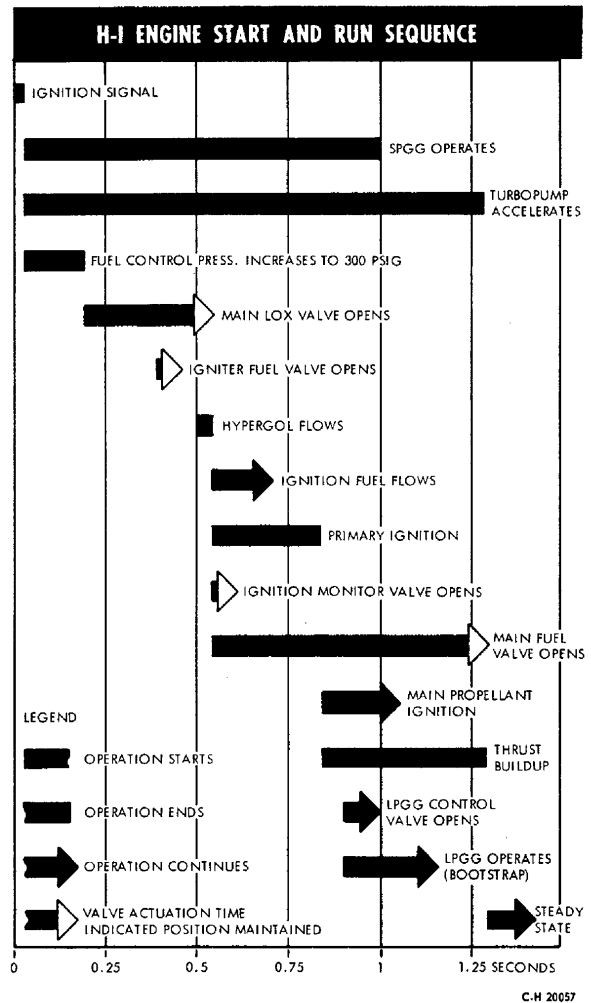 H-I ENGINE START AND RUN SEQUENCE
IGNITION SIGNAL
SPGG OPERATES
TURBOPUMP
ACCELERATES
FUEL CONTROL PRESS. INCREASES TO 300 PSIG
MAIN LOX VALVE OPENS
IGNITER FUEL VALVE OPENS
HYPERGOL FLOWS
IGNITION FUEL FLOWS
PRIMARY IGNITION
IGNITION MONITOR VALVE OPENS
MAIN FUEL
VALVE OPENS
MAIN PROPELLANT
IGNITION
LEGEND
THRUST
BUILDUP
OPERATION STARTS
LPGG CONTROL
VALVE OPENS
OPERATION ENDS
LPGG OPERATES
(BOOTSTRAP)
OPERATION CONTINUES
STEADY
STATE
VALVE ACTUATION TIME
INDICATED POSITION MAINTAINED
0 0.25 0.5 0.75 1 1.25 SECONDS
C-H 20057